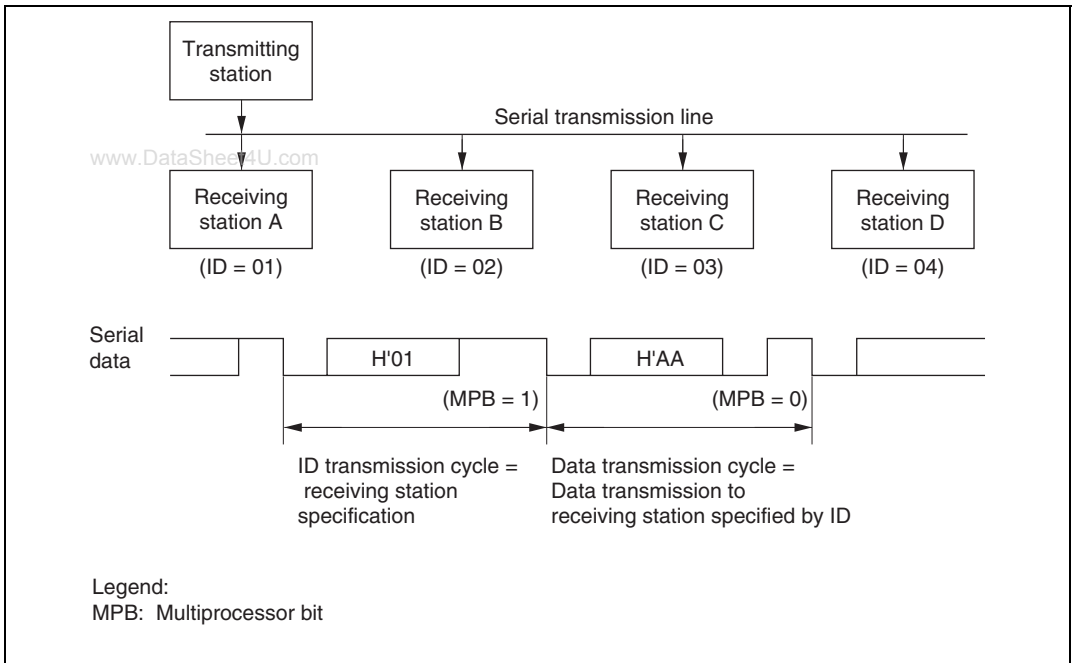 Transmitting
station
Serial transmission line
www.DataSheet4U.com
Receiving
station A
Receiving
station B
Receiving
station C
Receiving
station D
(ID = 01)
(ID = 02)
(ID = 03)
(ID = 04)
Serial
data
H'01
H'AA
(MPB = 1)
(MPB = 0)
ID transmission cycle =
receiving station
specification
Data transmission cycle =
Data transmission to
receiving station specified by ID
Legend:
MPB: Multiprocessor bit